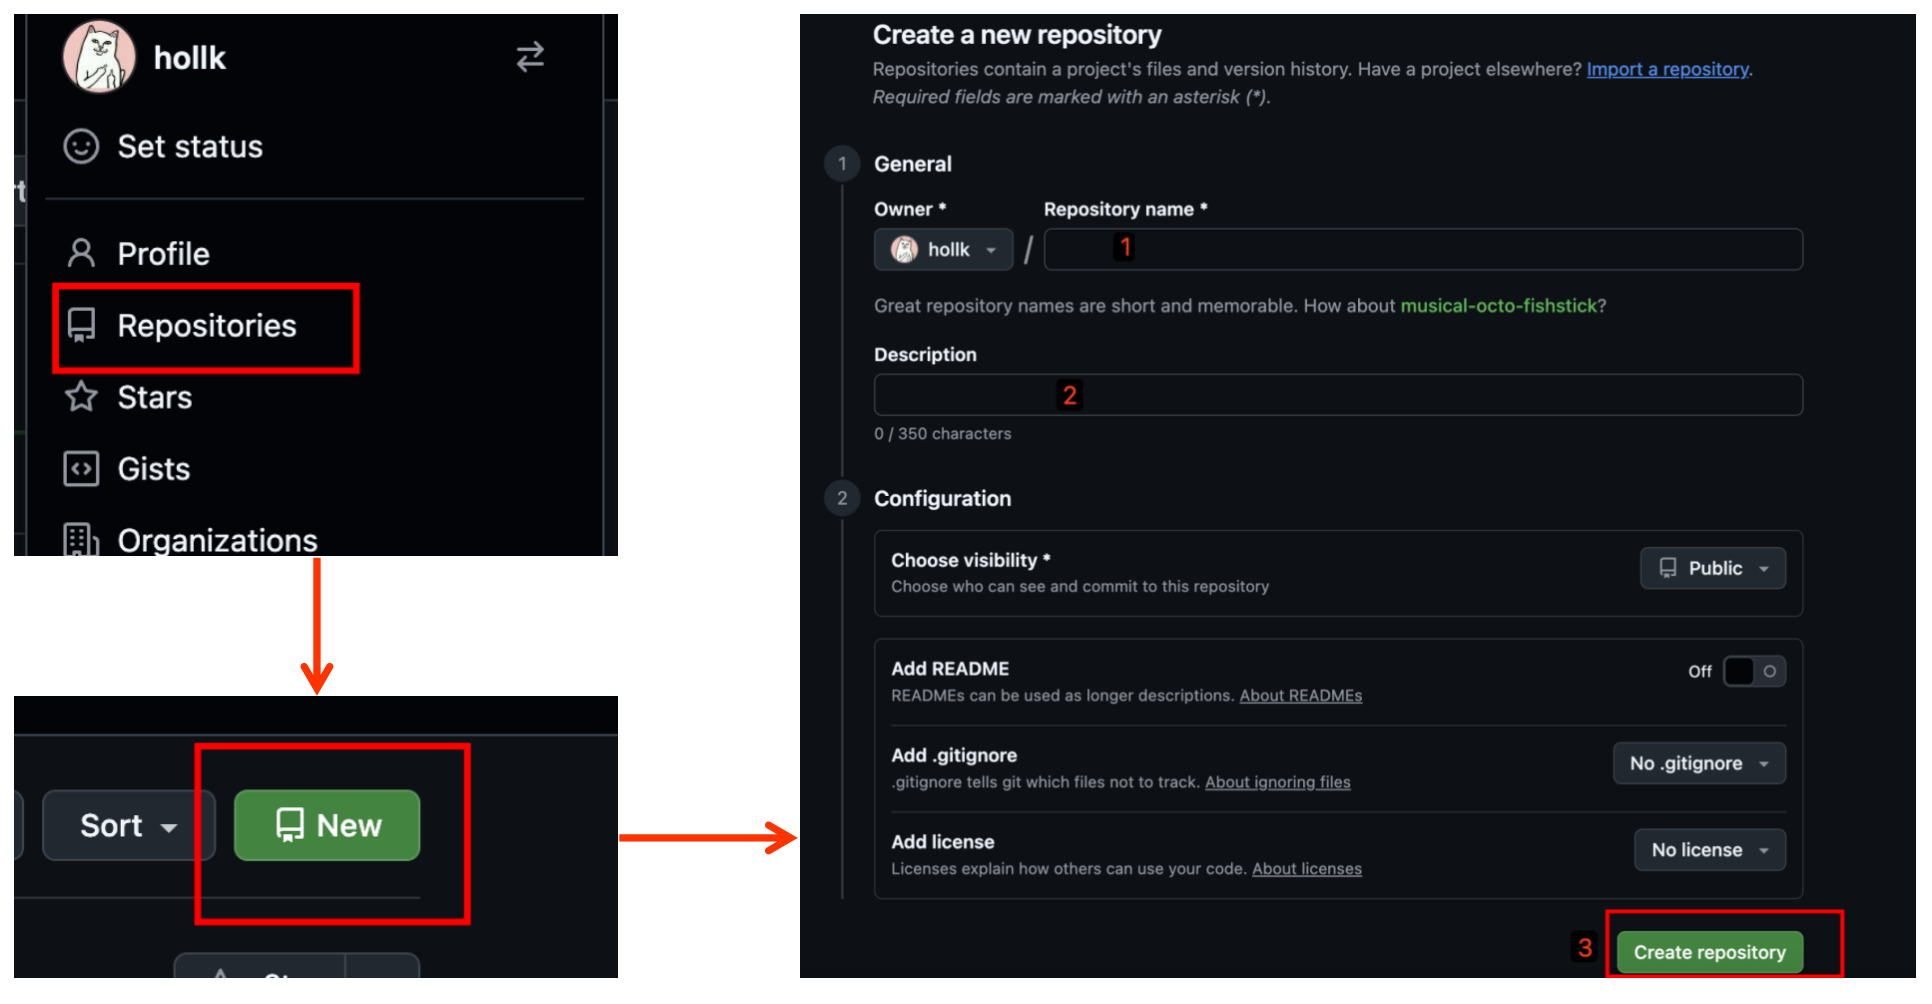 hollk
Set status
Profile
Repositories
Stars
Gists
Organizations
Sort
New
Create a new repository
Repositories contain a project's files and version history. Have a project elsewhere? Import a repository.
Required fields are marked with an asterisk (*).
1 General
Owner * Repository name *
hollk / 1
Great repository names are short and memorable. How about musical-octo-fishstick?
Description
2
0 / 350 characters
2 Configuration
Choose visibility *
Public
Choose who can see and commit to this repository
Add README
Off
READMEs can be used as longer descriptions. About READMEs
Add .gitignore
No .gitignore
.gitignore tells git which files not to track. About ignoring files
Add license
No license
Licenses explain how others can use your code. About licenses
3 Create repository